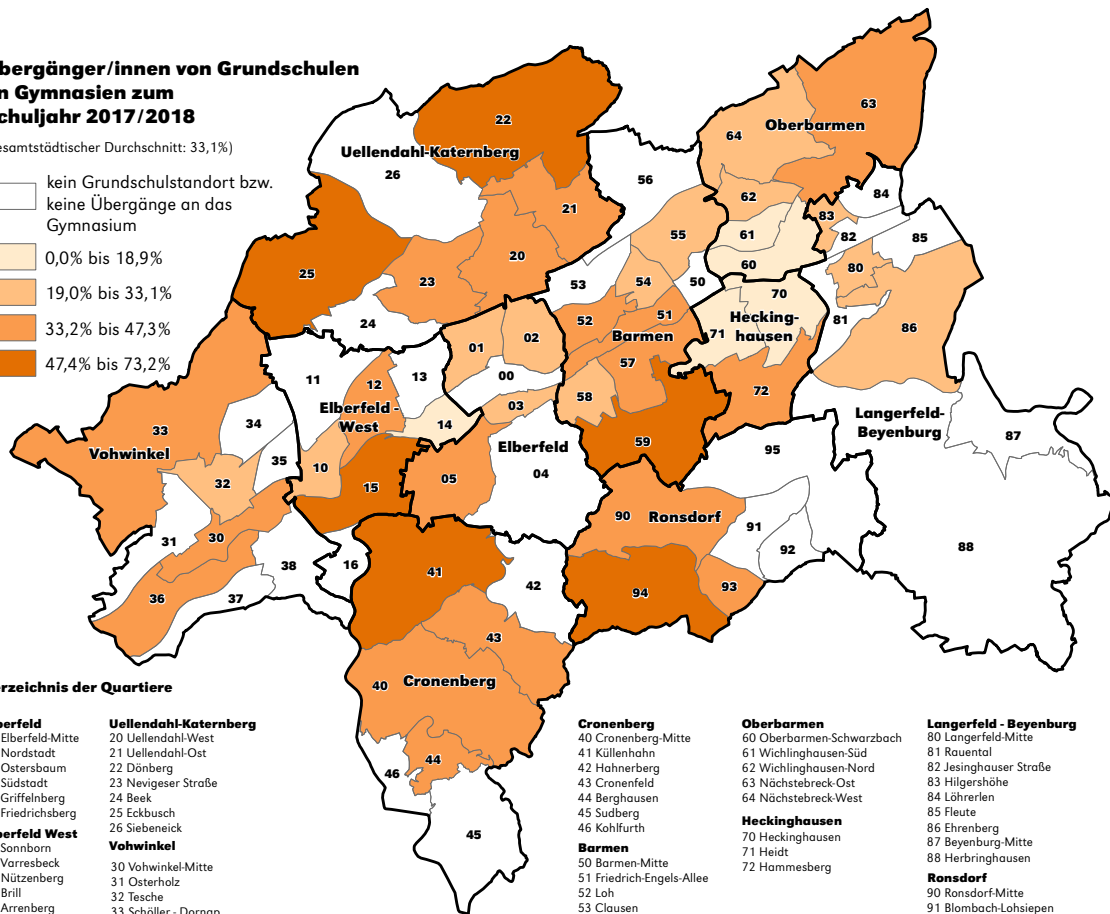 bergänger/innen von Grundschulen
n Gymnasien zum
chuljahr 2017/2018
esamtstädtischer Durchschnitt: 33,1%)
kein Grundschulstandort bzw.
keine Übergänge an das
Gymnasium
0,0% bis 18,9%
19,0% bis 33,1%
33,2% bis 47,3%
47,4% bis 73,2%
63
22
Oberbarmen
64
Uellendahl-Katernberg
26
56
84
62
21
83
55
61
82
85
20
60
80
25
23
54
50
53
70
51
52
81
24
Hecking-
hausen
86
Barmen
71
02
01
57
00
13
11
12
72
58
03
Elberfeld -
West
Langerfeld-
Beyenburg
34
14
33
87
59
Elberfeld
Vohwinkel
95
35
10
04
05
32
15
90
Ronsdorf
91
30
31
88
92
38
16
41
42
93
94
36
37
43
40
Cronenberg
44
46
45
erzeichnis der Quartiere
berfeld
Elberfeld-Mitte
Nordstadt
Ostersbaum
Südstadt
Griffelnberg
Friedrichsberg
berfeld West
Sonnborn
Varresbeck
Nützenberg
Brill
Arrenberg
Uellendahl-Katernberg
20 Uellendahl-West
21 Uellendahl-Ost
22 Dönberg
23 Nevigeser Straße
24 Beek
25 Eckbusch
26 Siebeneick
Vohwinkel
30 Vohwinkel-Mitte
31 Osterholz
32 Tesche
33 Schöller - Dornap
Cronenberg
40 Cronenberg-Mitte
41 Küllenhahn
42 Hahnerberg
43 Cronenfeld
44 Berghausen
45 Sudberg
46 Kohlfurth
Barmen
50 Barmen-Mitte
51 Friedrich-Engels-Allee
52 Loh
53 Clausen
Oberbarmen
60 Oberbarmen-Schwarzbach
61 Wichlinghausen-Süd
62 Wichlinghausen-Nord
63 Nächstebreck-Ost
64 Nächstebreck-West
Heckinghausen
70 Heckinghausen
71 Heidt
72 Hammesberg
Langerfeld - Beyenburg
80 Langerfeld-Mitte
81 Rauental
82 Jesinghauser Straße
83 Hilgershöhe
84 Löhrerlen
85 Fleute
86 Ehrenberg
87 Beyenburg-Mitte
88 Herbringhausen
Ronsdorf
90 Ronsdorf-Mitte
91 Blombach-Lohsiepen